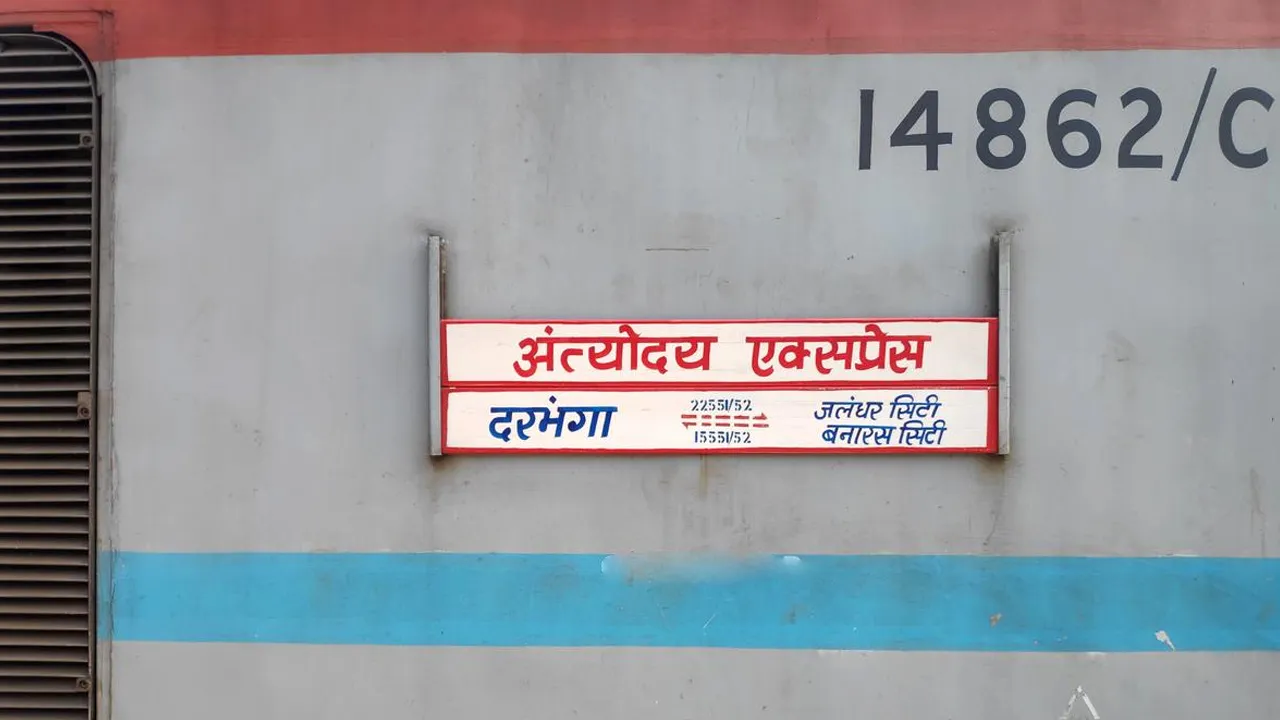 14862/C
अंत्योदय एक्सप्रेस
दरभंगा
22551/52
15551/52
जलंधर सिटी
बनारस सिटी